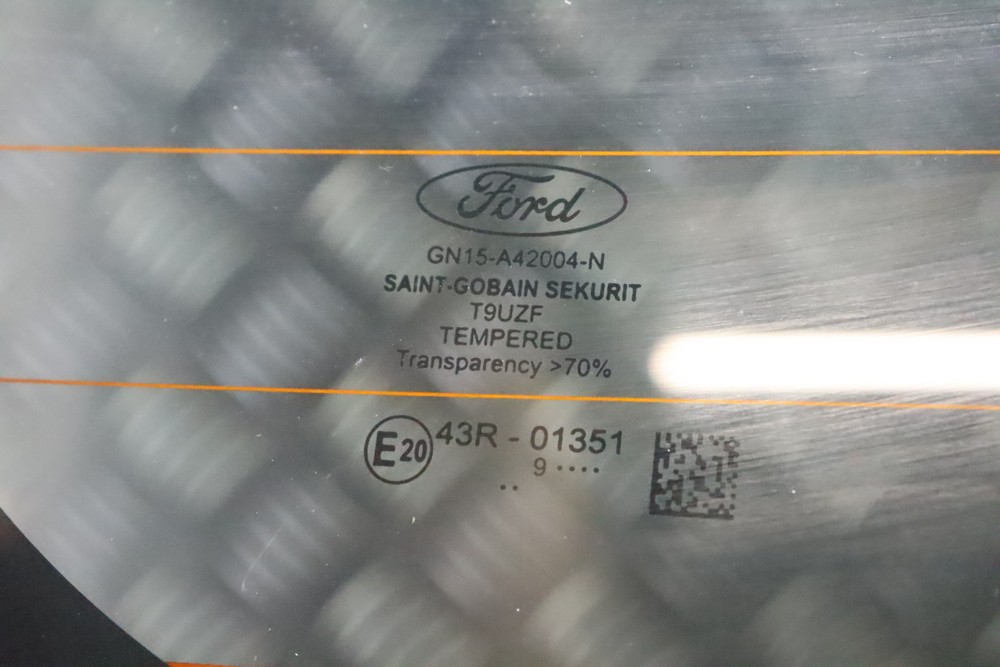 Ford
GN15-A42004-N
SAINT-GOBAIN SEKURIT
T9UZF
TEMPERED
Transparency >70%
E20 43R - 01351
9 ····
··